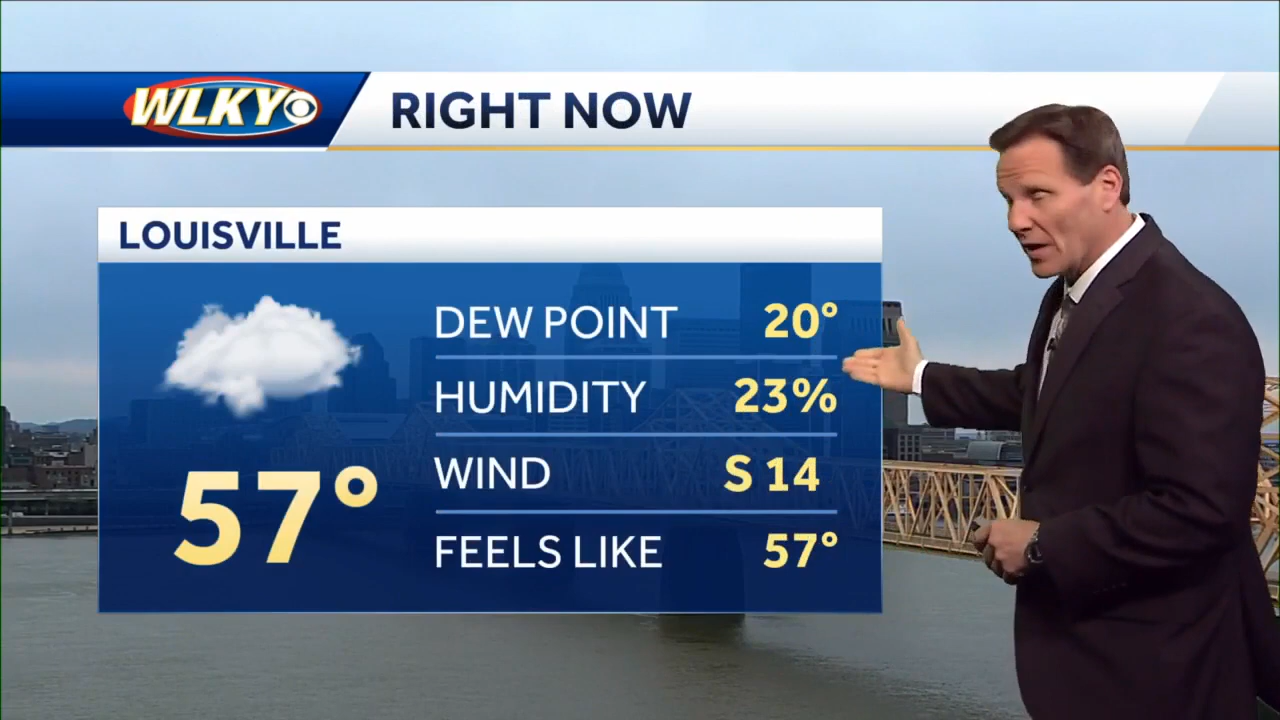 WLKY
RIGHT NOW
LOUISVILLE
57°
DEW POINT 20°
HUMIDITY 23%
WIND S 14
FEELS LIKE 57°